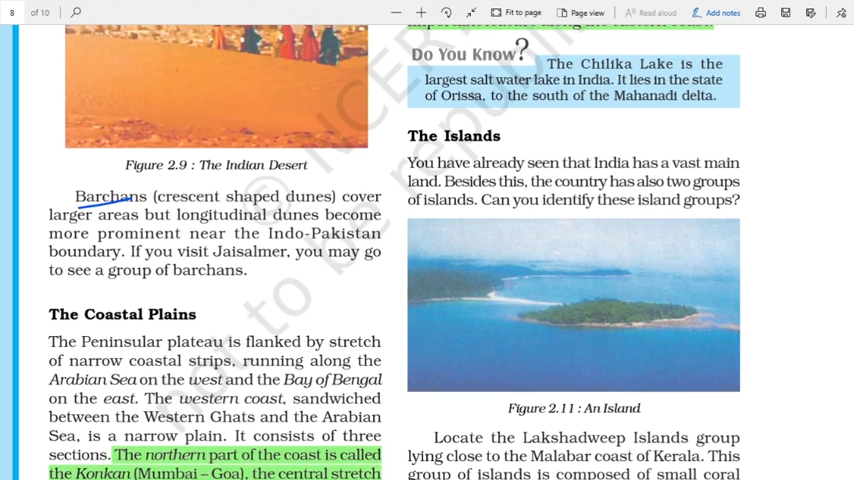 8
of 10
Fit to page
Page view
Read aloud
Add notes
Figure 2.9 : The Indian Desert
Barchans (crescent shaped dunes) cover
larger areas but longitudinal dunes become
more prominent near the Indo-Pakistan
boundary. If you visit Jaisalmer, you may go
to see a group of barchans.
The Coastal Plains
The Peninsular plateau is flanked by stretch
of narrow coastal strips, running along the
Arabian Sea on the west and the Bay of Bengal
on the east. The western coast, sandwiched
between the Western Ghats and the Arabian
Sea, is a narrow plain. It consists of three
sections. The northern part of the coast is called
the Konkan (Mumbai – Goa), the central stretch
Do You Know?
The Chilika Lake is the
largest salt water lake in India. It lies in the state
of Orissa, to the south of the Mahanadi delta.
The Islands
You have already seen that India has a vast main
land. Besides this, the country has also two groups
of islands. Can you identify these island groups?
Figure 2.11 : An Island
Locate the Lakshadweep Islands group
lying close to the Malabar coast of Kerala. This
group of islands is composed of small coral
not to be republi
© NCER